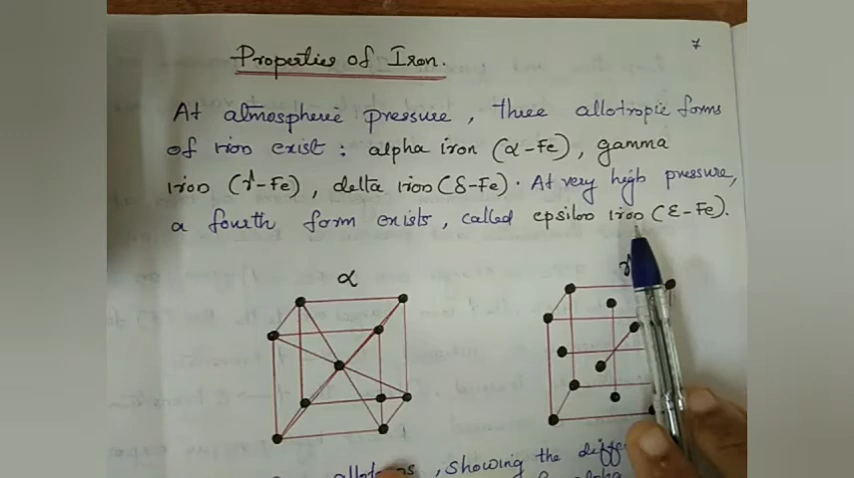 7
Properties of Iron.
At atmospheric pressure, three allotropic forms
of iron exist: alpha iron (α-Fe), gamma
iron (γ-Fe), delta iron (δ-Fe). At very high pressure,
a fourth form exists, called epsilon iron (ε-Fe).
α
γ
, showing the